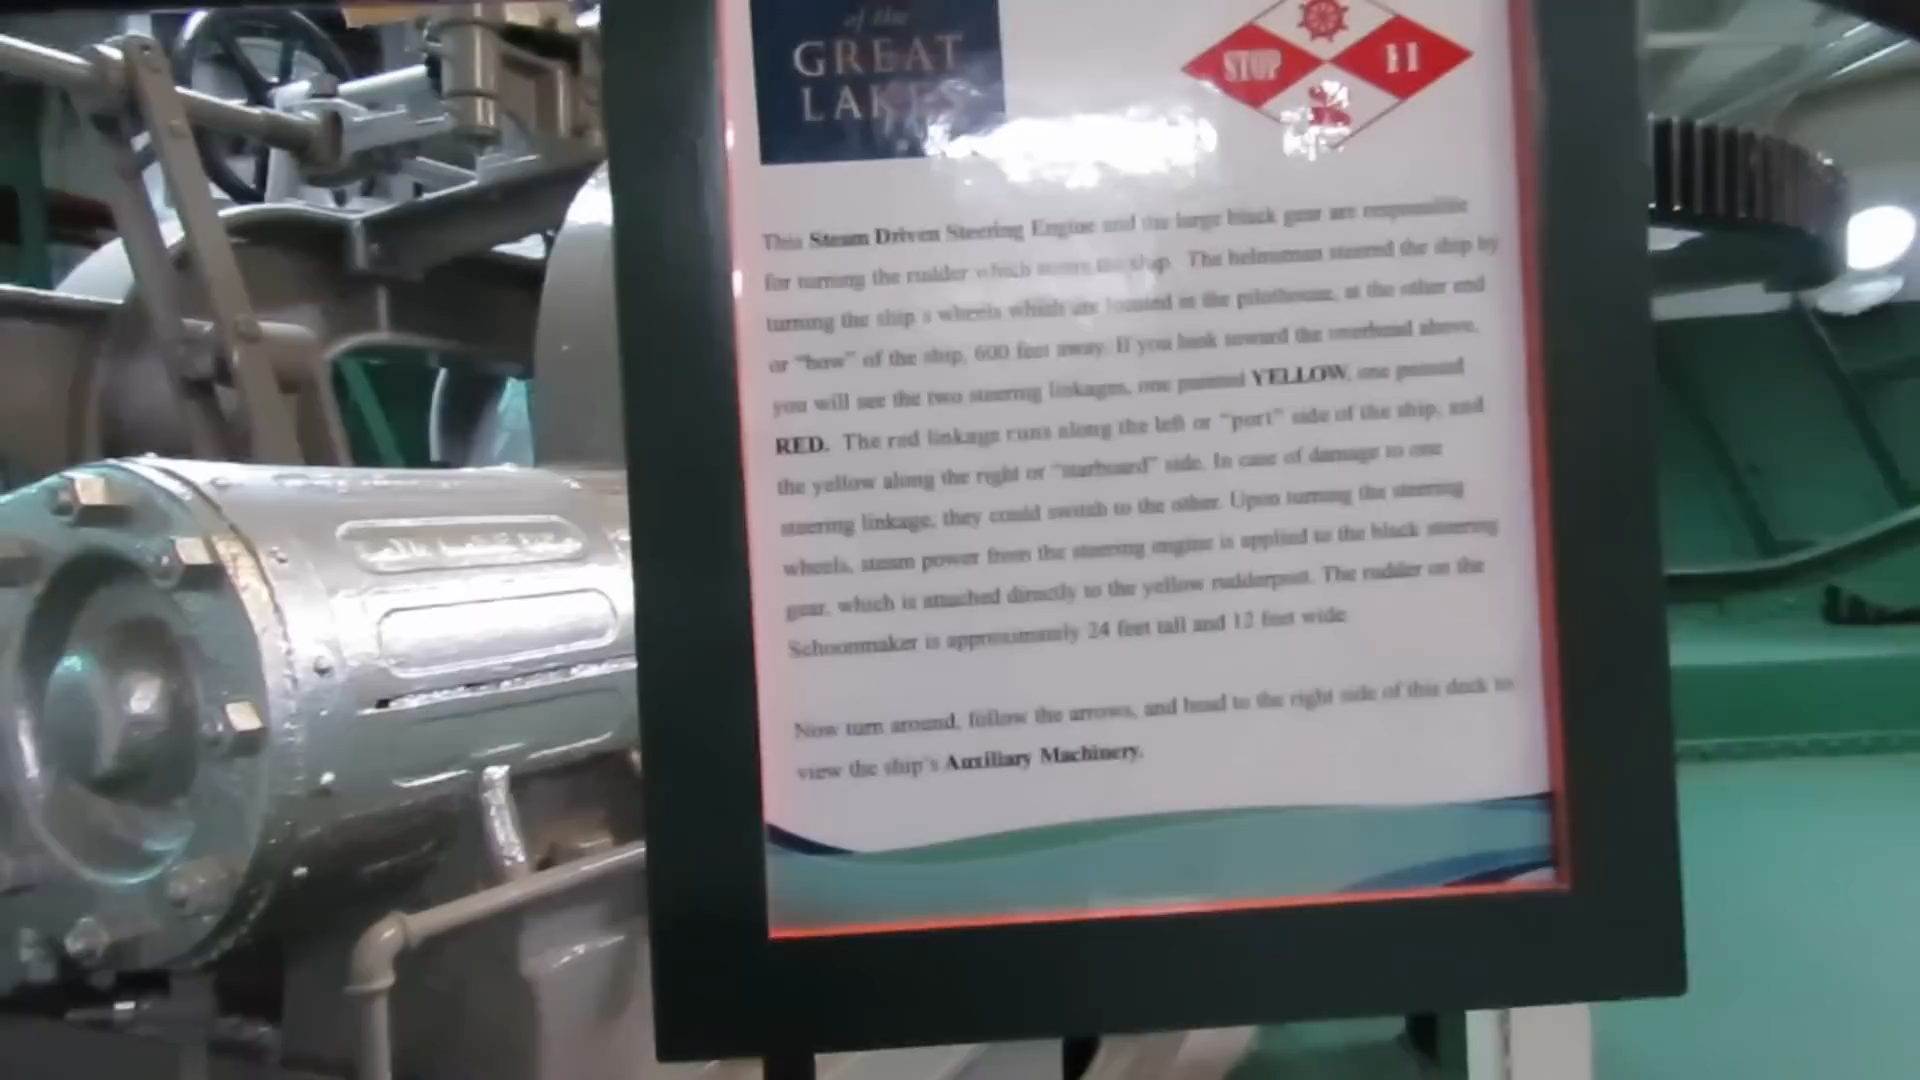 of the
GREAT
LAKES
STOP
11
This Steam Driven Steering Engine and the large black gear are responsible
for turning the rudder which steers the ship. The helmsman steered the ship by
turning the ship s wheels which are located in the pilothouse, at the other end
or "bow" of the ship, 600 feet away. If you look toward the overhead above,
you will see the two steering linkages, one painted YELLOW, one painted
RED. The red linkage runs along the left or "port" side of the ship, and
the yellow along the right or "starboard" side. In case of damage to one
steering linkage, they could switch to the other. Upon turning the steering
wheels, steam power from the steering engine is applied to the black steering
gear, which is attached directly to the yellow rudderpost. The rudder on the
Schoonmaker is approximately 24 feet tall and 12 feet wide.
Now turn around, follow the arrows, and head to the right side of this deck to
view the ship's Auxiliary Machinery.